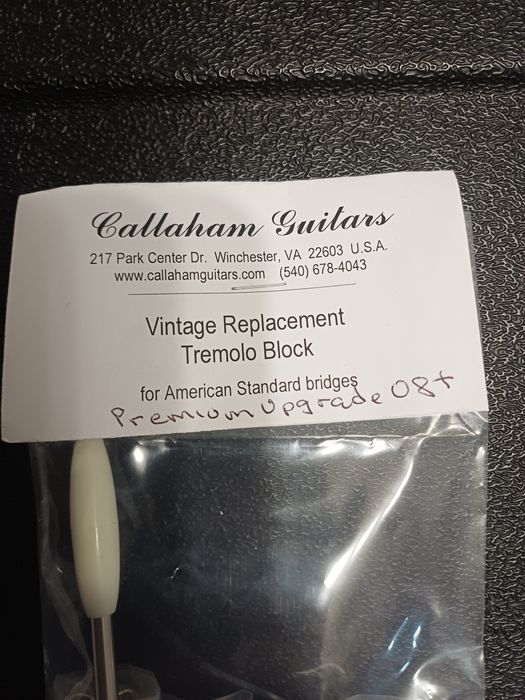 Callaham Guitars
217 Park Center Dr. Winchester, VA 22603 U.S.A.
www.callahamguitars.com (540) 678-4043
Vintage Replacement
Tremolo Block
for American Standard bridges
Premium Upgrade 08+